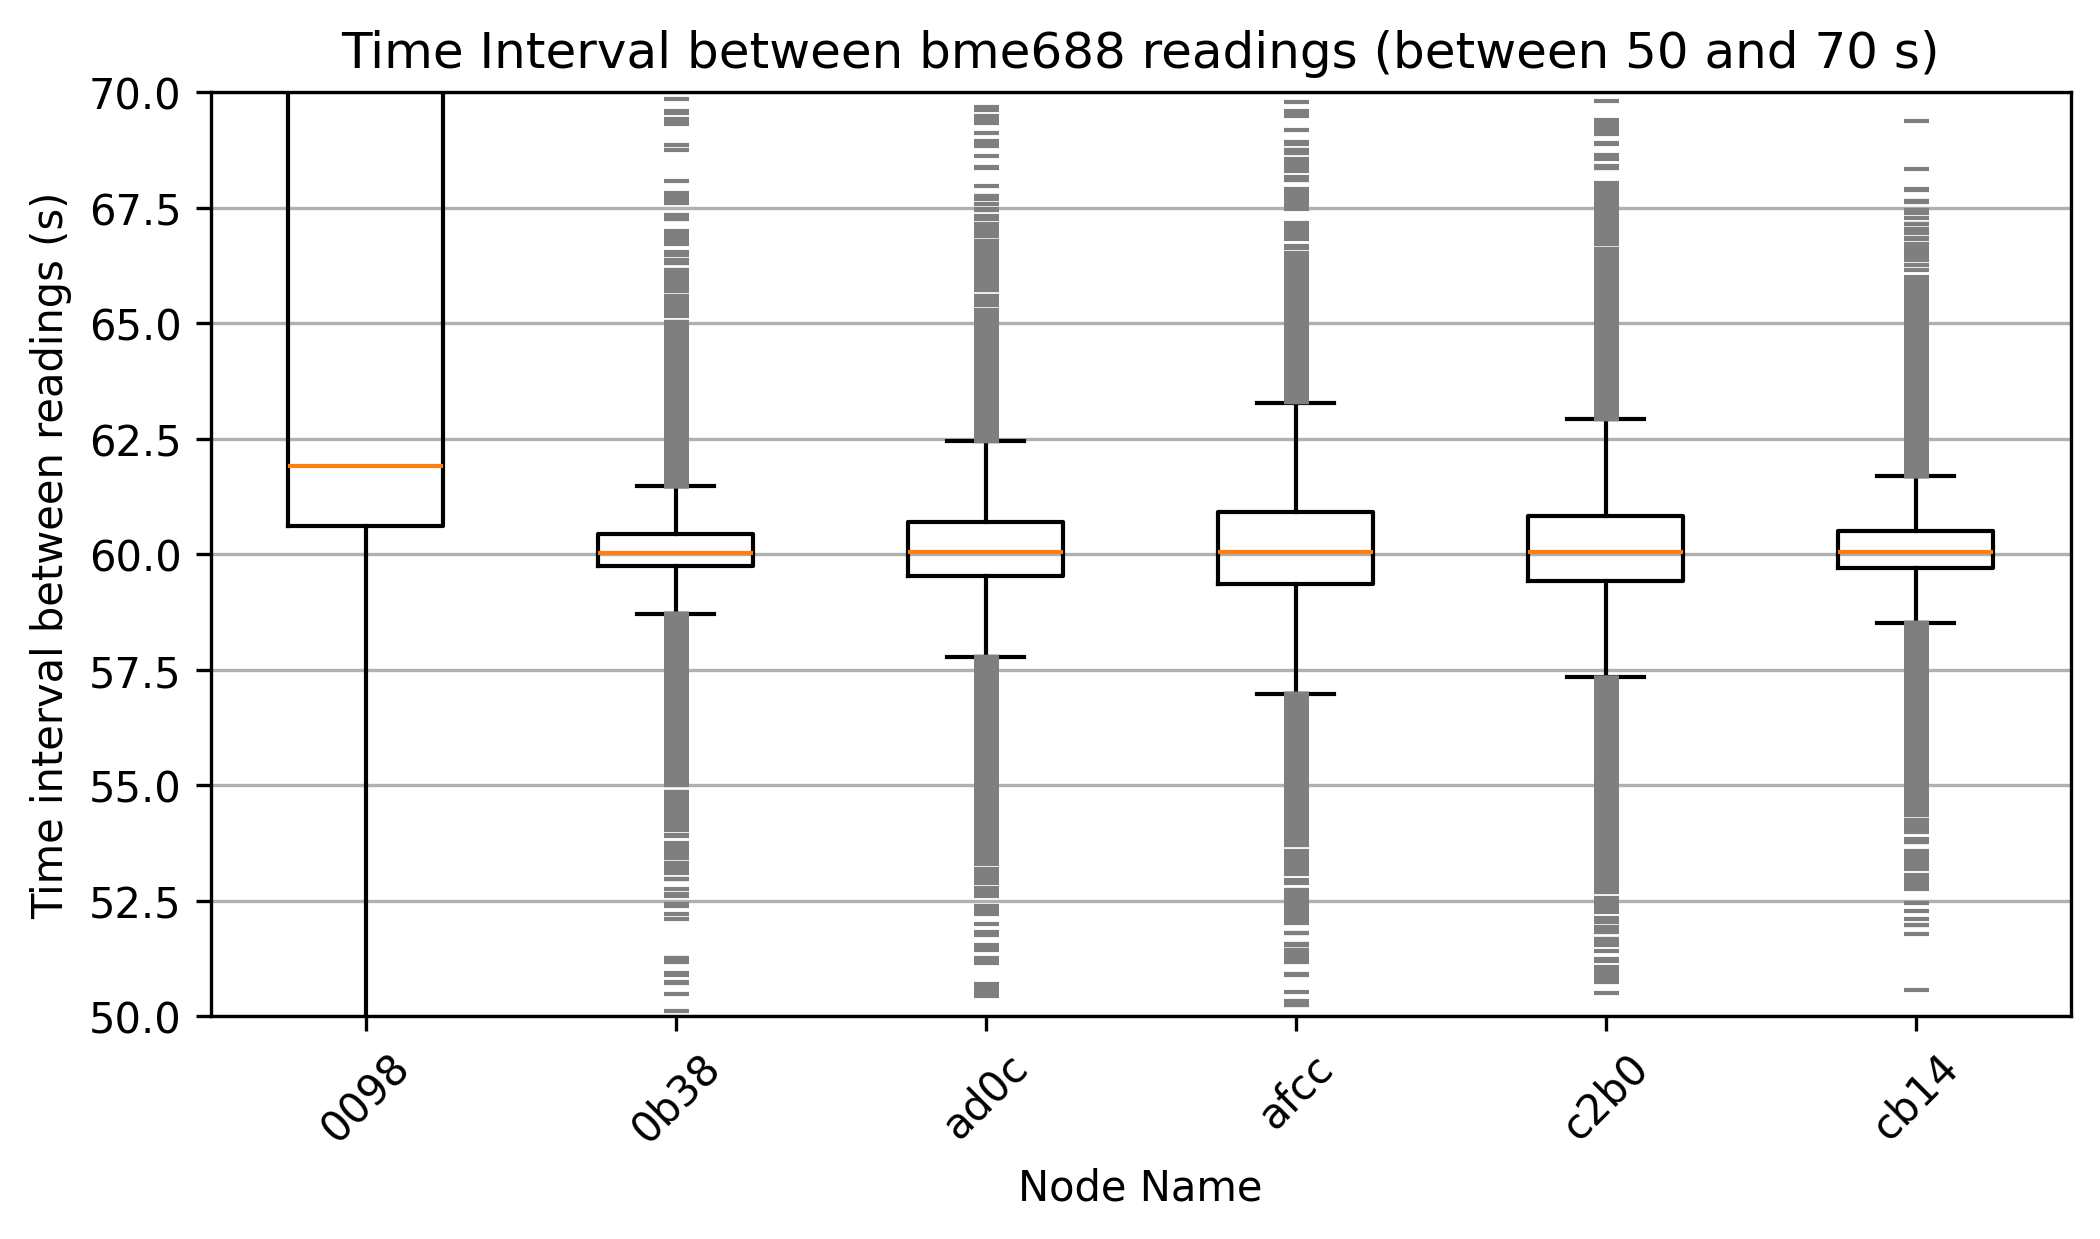 Time Interval between bme688 readings (between 50 and 70 s)
Time interval between readings (s)
70.0
67.5
65.0
62.5
60.0
57.5
55.0
52.5
50.0
0098
0b38
ad0c
afcc
c2b0
cb14
Node Name